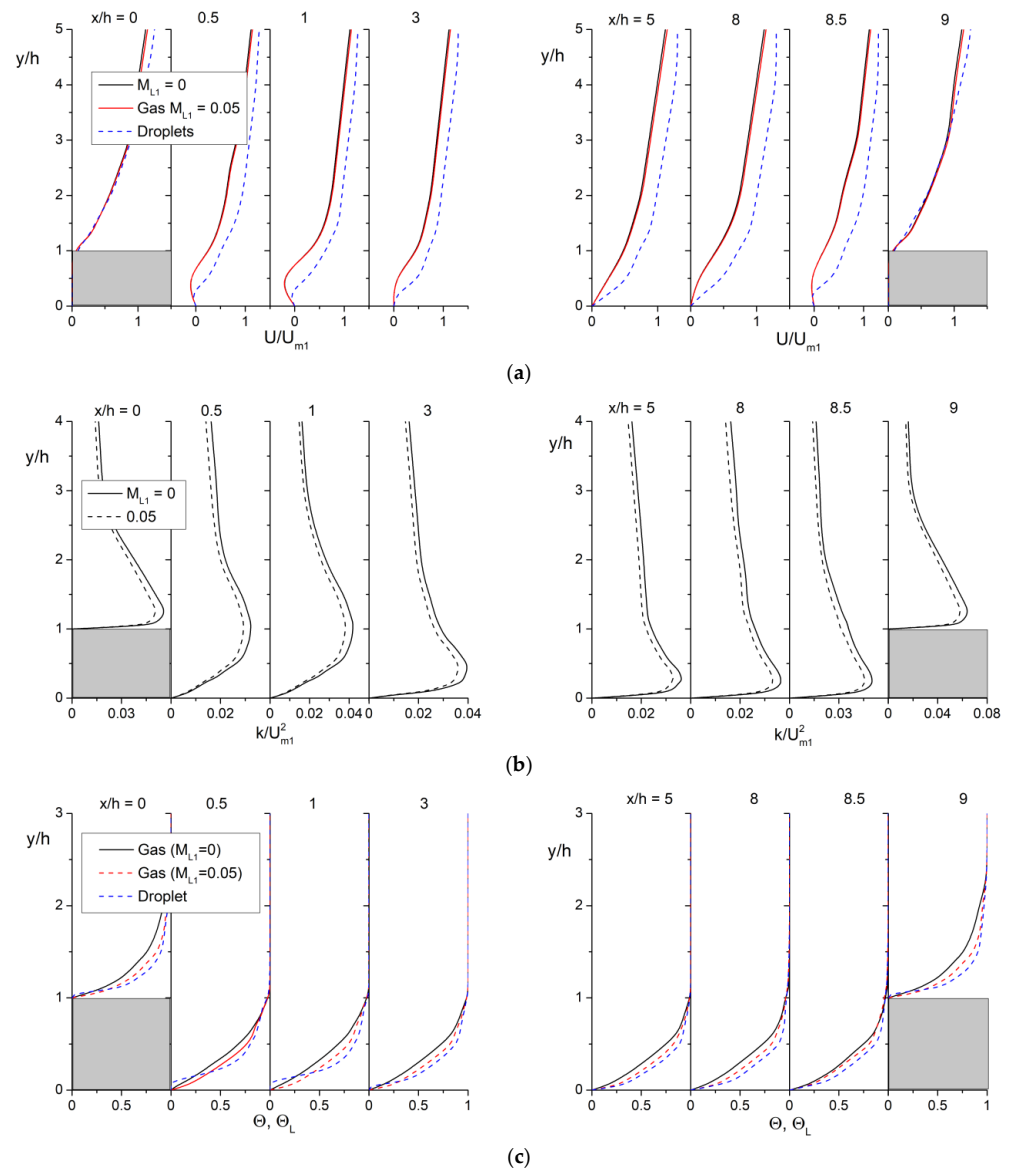 x/h = 0 0.5 1 3 x/h = 5 8 8.5 9
y/h y/h
5 5
M_L1 = 0
Gas M_L1 = 0.05
Droplets
4 4
3 3
2 2
1 1
0 0
0 1 0 1 0 1 0 1 0 1 0 1 0 1 0 1
U/U_m1 U/U_m1
(a)
x/h = 0 0.5 1 3 x/h = 5 8 8.5 9
4 4
y/h y/h
M_L1 = 0
0.05
3 3
2 2
1 1
0 0
0 0.03 0 0.02 0 0.02 0.04 0 0.02 0.04 0 0.02 0 0.02 0 0.02 0 0.04 0.08
k/U²_m1 k/U²_m1
(b)
x/h = 0 0.5 1 3 x/h = 5 8 8.5 9
3 3
y/h y/h
Gas (M_L1=0)
Gas (M_L1=0.05)
Droplet
2 2
1 1
0 0
0 0.5 0 0.5 0 0.5 0 0.5 1 0 0.5 0 0.5 0 0.5 0 0.5 1
Θ, Θ_L Θ, Θ_L
(c)